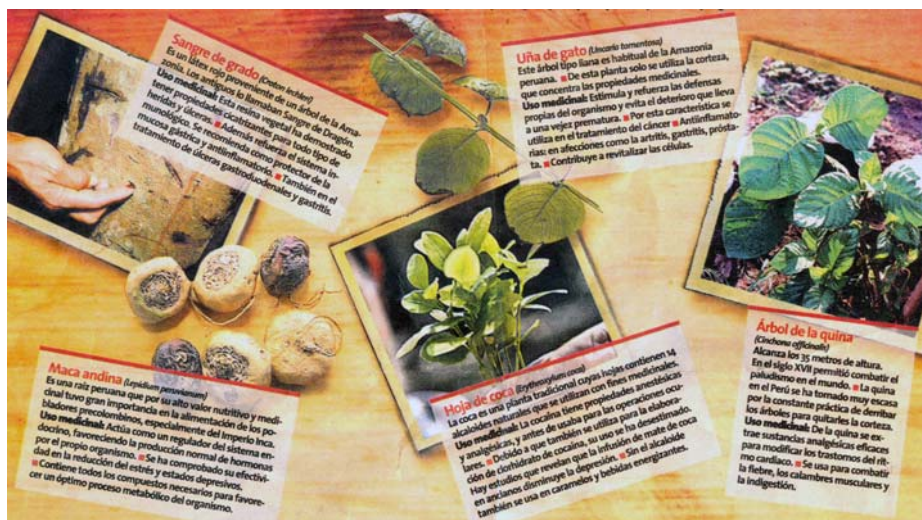 Sangre de grado (Croton lechleri)
Es un látex rojo proveniente de un árbol de la Ama-
zonia. Los antiguos lo llamaban Sangre de Dragón.
Uso medicinal: Esta resina vegetal ha demostrado
tener propiedades cicatrizantes para todo tipo de
heridas y úlceras. ■ Además refuerza el sistema in-
munológico. Se recomienda como protector de la
mucosa gástrica y antiinflamatorio. ■ También en el
tratamiento de úlceras gastroduodenales y gastritis.
Uña de gato (Uncaria tomentosa)
Este árbol tipo liana es habitual de la Amazonia
peruana. ■ De esta planta solo se utiliza la corteza,
que concentra las propiedades medicinales.
Uso medicinal: Estimula y refuerza las defensas
propias del organismo y evita el deterioro que lleva
a una vejez prematura. ■ Por esta característica se
utiliza en el tratamiento del cáncer ■ Antiinflamato-
rias: en afecciones como la artritis, gastritis, prósta-
ta. ■ Contribuye a revitalizar las células.
Maca andina (Lepidium peruvianum)
Es una raíz peruana que por su alto valor nutritivo y medi-
cinal tuvo gran importancia en la alimentación de los po-
bladores precolombinos, especialmente del Imperio Inca.
Uso medicinal: Actúa como un regulador del sistema en-
docrino, favoreciendo la producción normal de hormonas
por el propio organismo. ■ Se ha comprobado su efectivi-
dad en la reducción del estrés y estados depresivos.
■ Contiene todos los compuestos necesarios para favore-
cer un óptimo proceso metabólico del organismo.
Hoja de coca (Erythroxylum coca)
La coca es una planta tradicional cuyas hojas contienen 14
alcaloides naturales que se utilizan con fines medicinales.
Uso medicinal: La cocaína tiene propiedades anestésicas
y analgésicas, y antes de usaba para las operaciones ocu-
lares. ■ Debido a que también se utiliza para la elabora-
ción de clorhidrato de cocaína, su uso se ha desestimado.
Hay estudios que revelan que la infusión de mate de coca
en ancianos disminuye la depresión. ■ Sin el alcaloide
también se usa en caramelos y bebidas energizantes.
Árbol de la quina
(Cinchona officinalis)
Alcanza los 35 metros de altura.
En el siglo XVII permitió combatir el
paludismo en el mundo. ■ La quina
en el Perú se ha tornado muy escasa
por la constante práctica de derribar
los árboles para quitarles la corteza.
Uso medicinal: De la quina se ex-
trae sustancias analgésicas eficaces
para modificar los trastornos del rit-
mo cardiaco. ■ Se usa para combatir
la fiebre, los calambres musculares y
la indigestión.